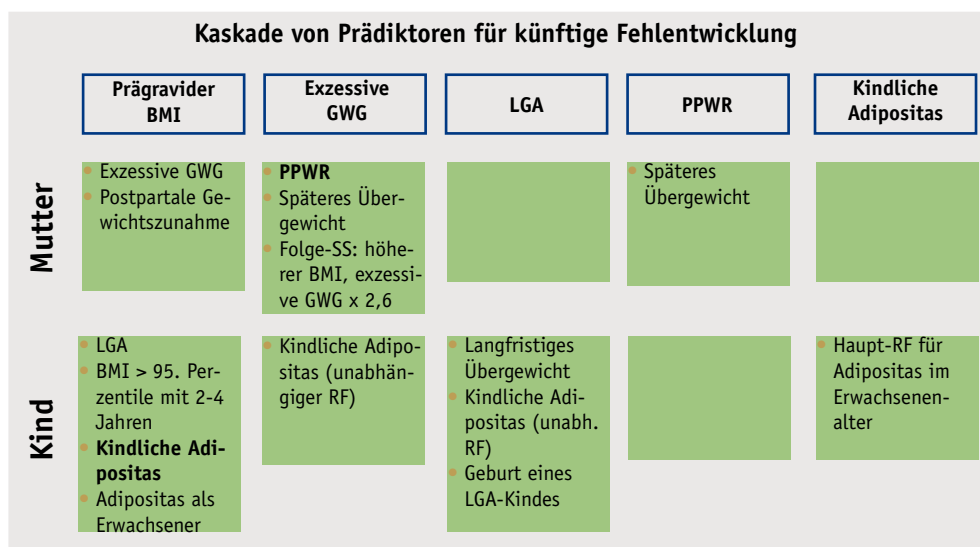 Kaskade von Prädiktoren für künftige Fehlentwicklung
Prägravider
BMI
Exzessive
GWG
LGA
PPWR
Kindliche
Adipositas
Mutter
Exzessive GWG
Postpartale Ge-
wichtszunahme
PPWR
Späteres Über-
gewicht
Folge-SS: höhe-
rer BMI, exzessi-
ve GWG x 2,6
Späteres
Übergewicht
Kind
LGA
BMI > 95. Per-
zentile mit 2-4
Jahren
Kindliche Adi-
positas
Adipositas als
Erwachsener
Kindliche Adipo-
sitas (unabhän-
giger RF)
Langfristiges
Übergewicht
Kindliche Adi-
positas (unabh.
RF)
Geburt eines
LGA-Kindes
Haupt-RF für
Adipositas im
Erwachsenen-
alter